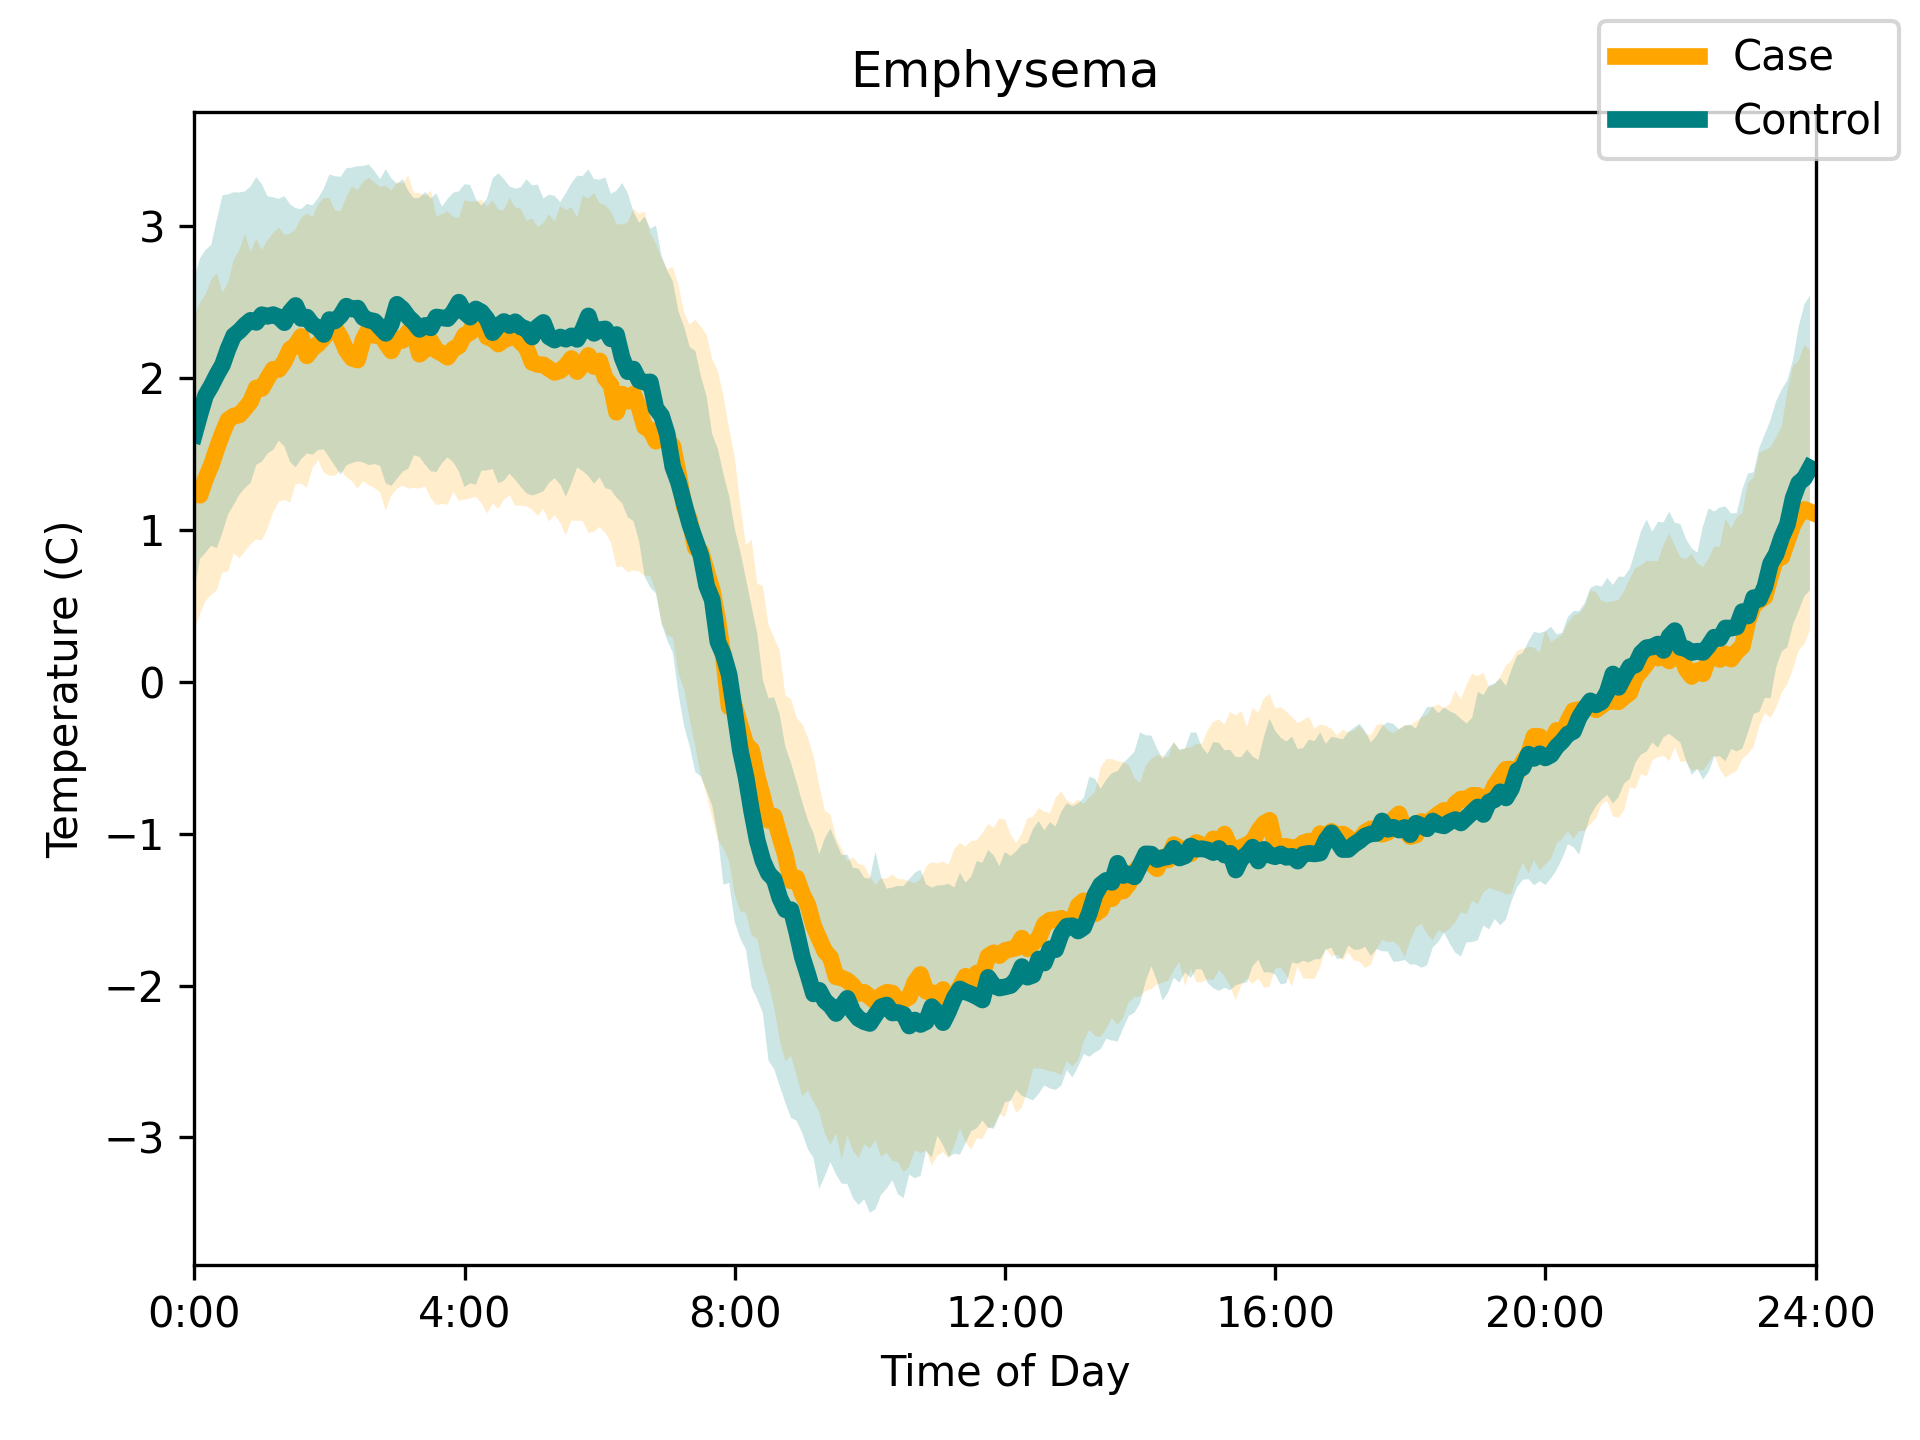 Emphysema
Case
Control
Temperature (C)
3
2
1
0
−1
−2
−3
0:00 4:00 8:00 12:00 16:00 20:00 24:00
Time of Day